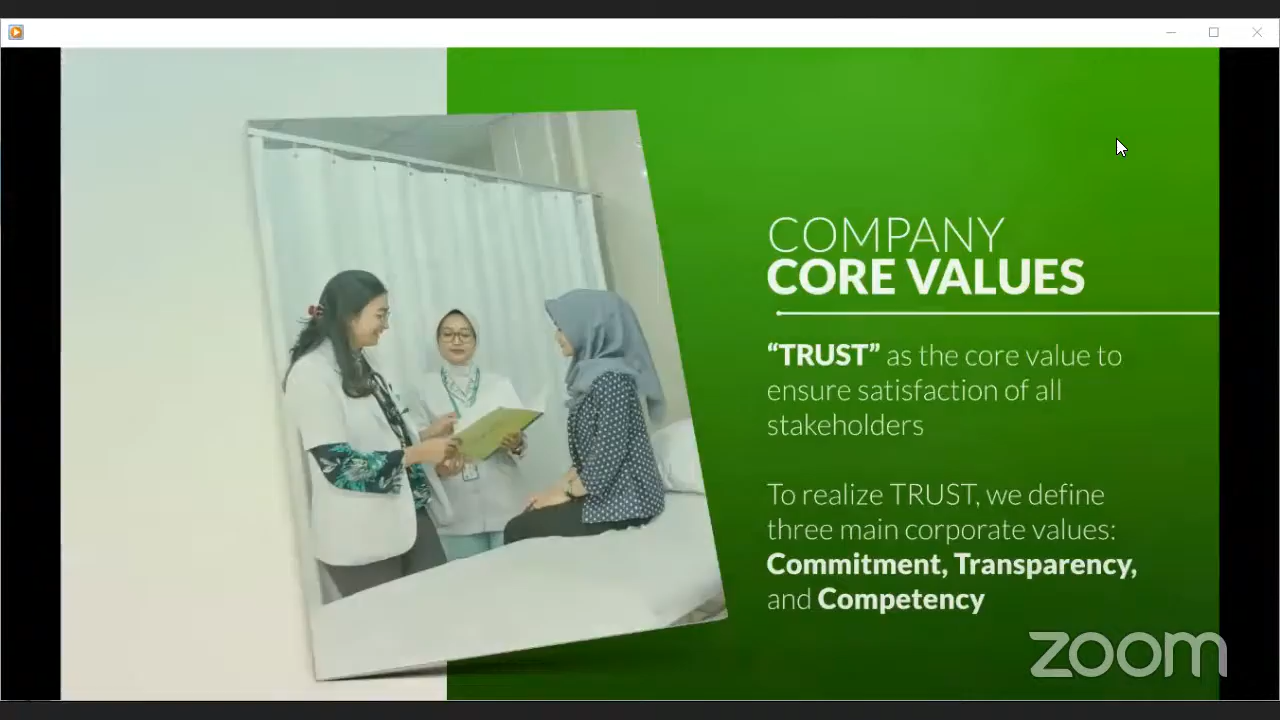 COMPANY
CORE VALUES
“TRUST” as the core value to
ensure satisfaction of all
stakeholders
To realize TRUST, we define
three main corporate values:
Commitment, Transparency,
and Competency
zoom